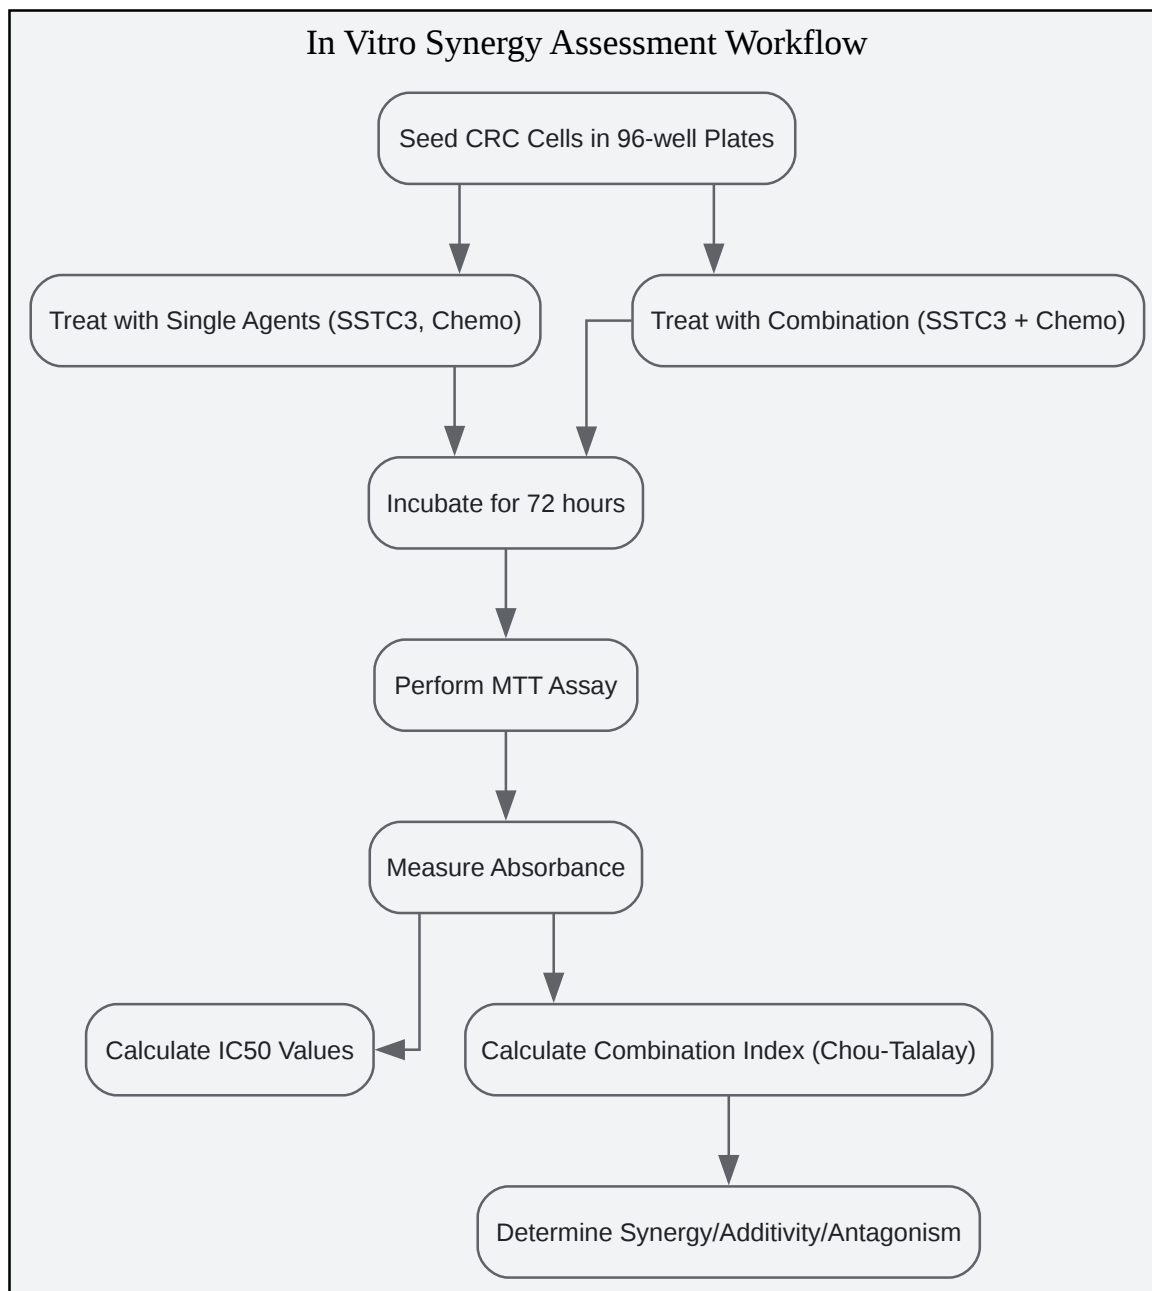 In Vitro Synergy Assessment Workflow
Seed CRC Cells in 96-well Plates
Treat with Single Agents (SSTC3, Chemo)
Treat with Combination (SSTC3 + Chemo)
Incubate for 72 hours
Perform MTT Assay
Measure Absorbance
Calculate IC50 Values
Calculate Combination Index (Chou-Talalay)
Determine Synergy/Additivity/Antagonism